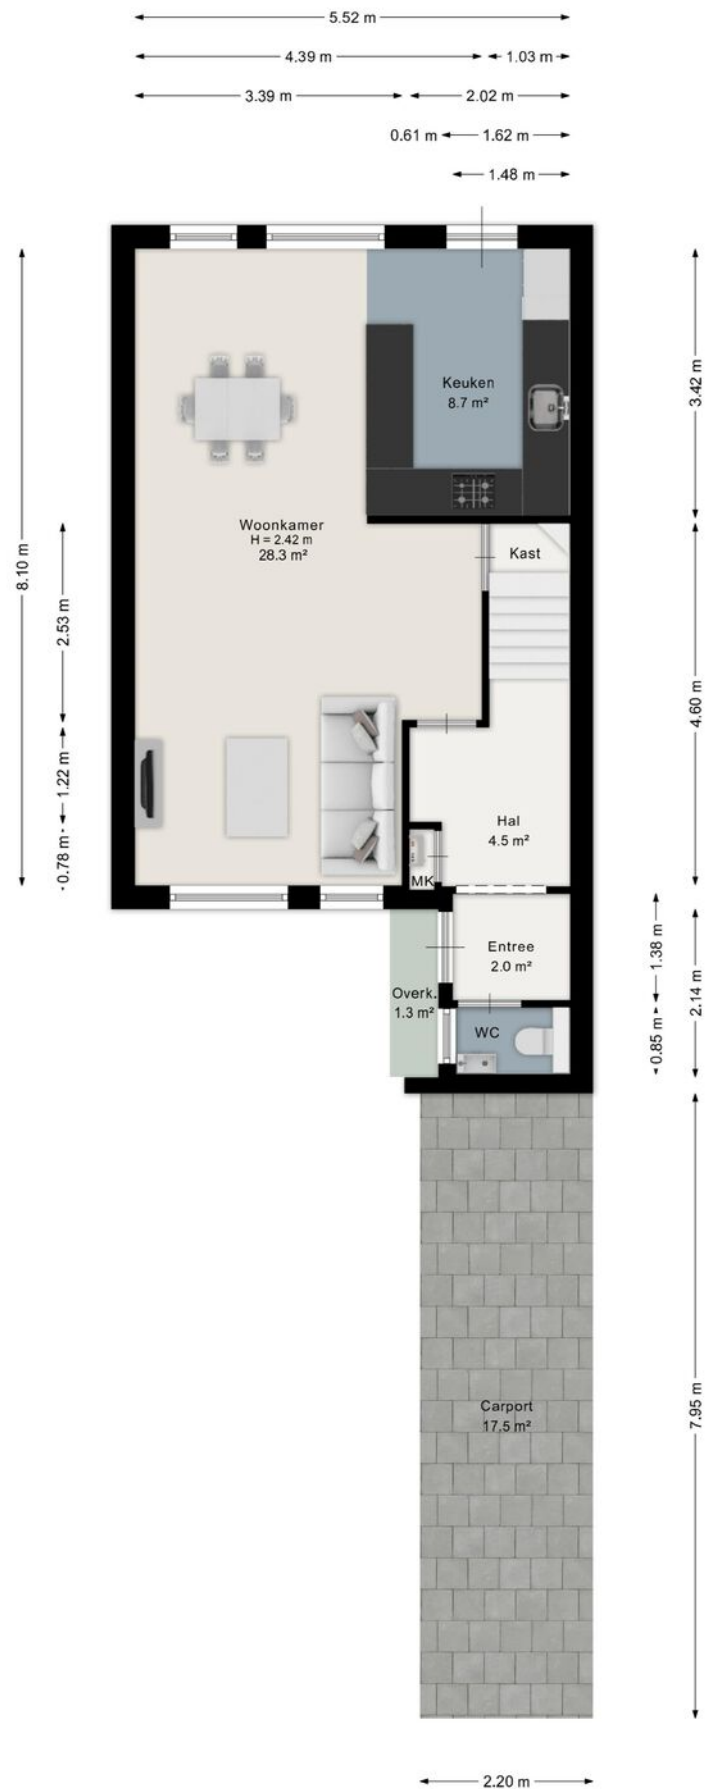 5.52 m
4.39 m
1.03 m
3.39 m
2.02 m
0.61 m
1.62 m
1.48 m
8.10 m
2.53 m
1.22 m
0.78 m
3.42 m
4.60 m
1.38 m
2.14 m
0.85 m
7.95 m
Keuken
8.7 m²
Woonkamer
H = 2.42 m
28.3 m²
Kast
Hal
4.5 m²
MK
Entree
2.0 m²
Overk.
1.3 m²
WC
Carport
17.5 m²
2.20 m